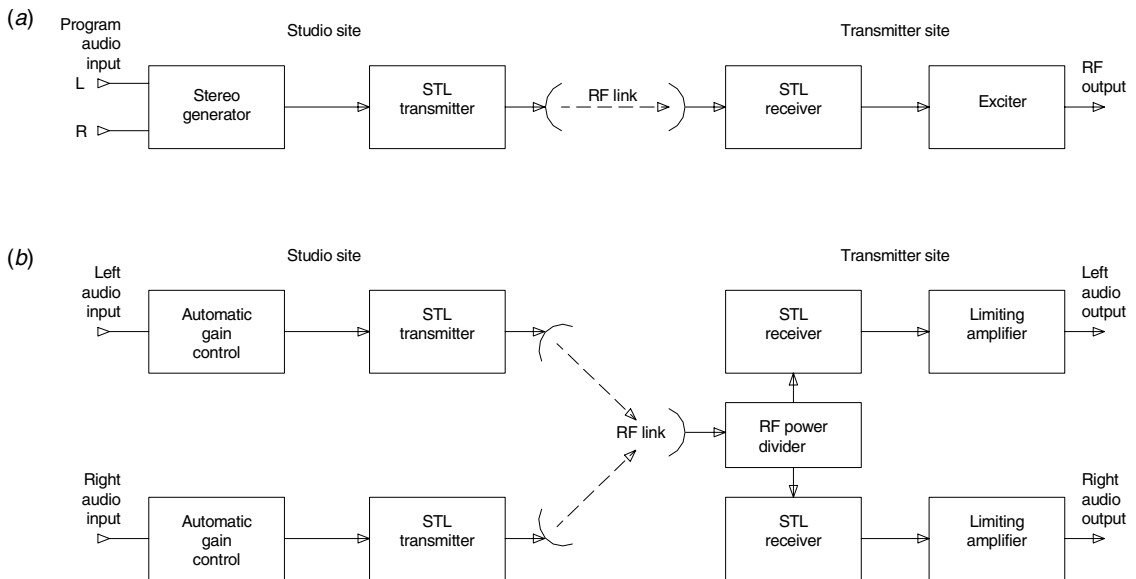 (a)
Program
audio
input
L
R
Studio site
Stereo
generator
STL
transmitter
RF link
Transmitter site
STL
receiver
Exciter
RF
output
(b)
Studio site
Transmitter site
Left
audio
input
Automatic
gain
control
STL
transmitter
STL
receiver
Limiting
amplifier
Left
audio
output
RF link
RF power
divider
Right
audio
input
Automatic
gain
control
STL
transmitter
STL
receiver
Limiting
amplifier
Right
audio
output